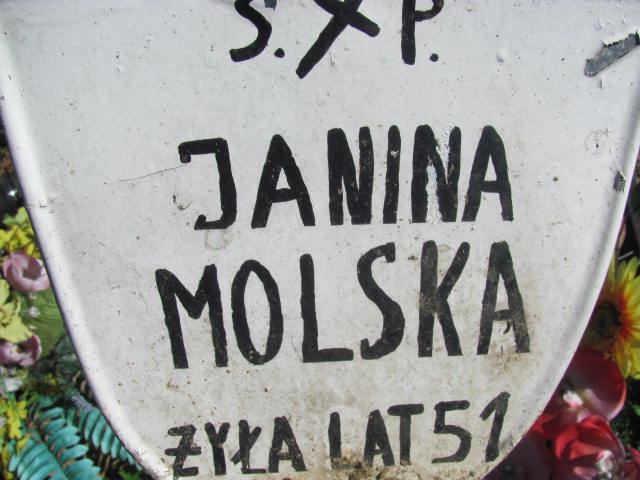 Ś. P.
JANINA
MOLSKA
ŻYŁA LAT 51